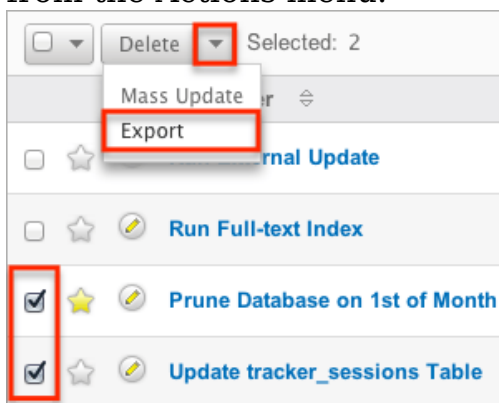 from the Actions menu.
Delete Selected: 2
Mass Update
Export
rnal Update
Run Full-text Index
Prune Database on 1st of Month
Update tracker_sessions Table